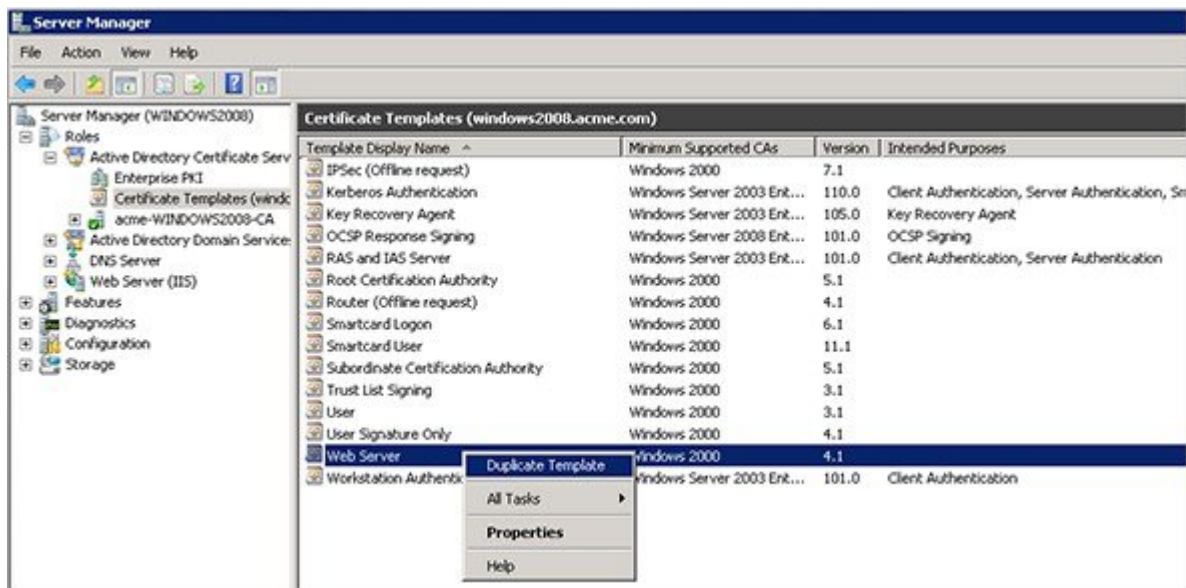 Server Manager
File Action View Help
Server Manager (WINDOWS2008)
Roles
Active Directory Certificate Serv
Enterprise PKI
Certificate Templates (windc
acme-WINDOWS2008-CA
Active Directory Domain Service
DNS Server
Web Server (IIS)
Features
Diagnostics
Configuration
Storage
Certificate Templates (windows2008.acme.com)
Template Display Name Minimum Supported CAs Version Intended Purposes
IPSec (Offline request) Windows 2000 7.1
Kerberos Authentication Windows Server 2003 Ent... 110.0 Client Authentication, Server Authentication, Sm
Key Recovery Agent Windows Server 2003 Ent... 105.0 Key Recovery Agent
OCSP Response Signing Windows Server 2008 Ent... 101.0 OCSP Signing
RAS and IAS Server Windows Server 2003 Ent... 101.0 Client Authentication, Server Authentication
Root Certification Authority Windows 2000 5.1
Router (Offline request) Windows 2000 4.1
Smartcard Logon Windows 2000 6.1
Smartcard User Windows 2000 11.1
Subordinate Certification Authority Windows 2000 5.1
Trust List Signing Windows 2000 3.1
User Windows 2000 3.1
User Signature Only Windows 2000 4.1
Web Server Windows 2000 4.1
Workstation Authentic Windows Server 2003 Ent... 101.0 Client Authentication
Duplicate Template
All Tasks
Properties
Help